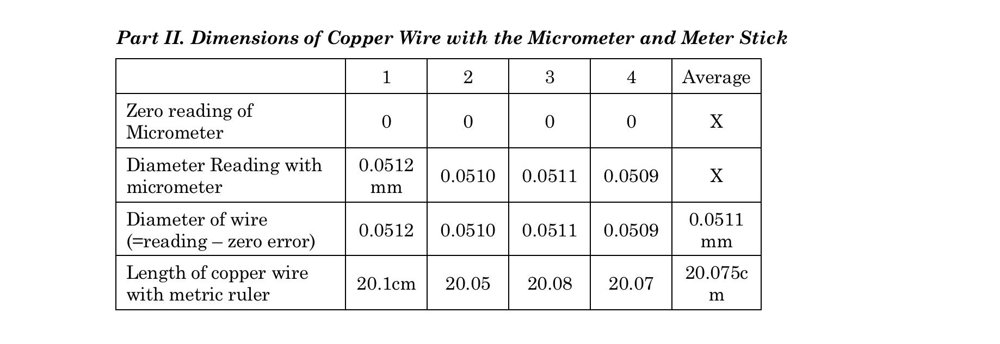 Part II. Dimensions of Copper Wire with the Micrometer and Meter Stick
1 2 3 4 Average
Zero reading of
Micrometer
0 0 0 0 X
Diameter Reading with
micrometer
0.0512
mm
0.0510 0.0511 0.0509 X
Diameter of wire
(=reading – zero error)
0.0512 0.0510 0.0511 0.0509
0.0511
mm
Length of copper wire
with metric ruler
20.1cm 20.05 20.08 20.07
20.075c
m